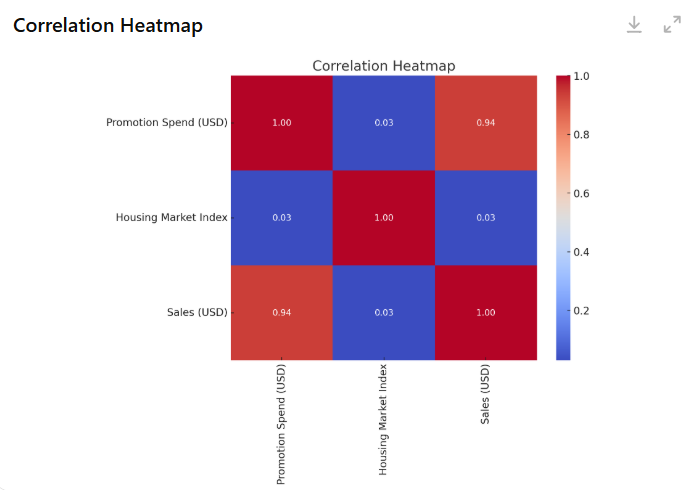 Correlation Heatmap
Correlation Heatmap
Promotion Spend (USD) 1.00 0.03 0.94
Housing Market Index 0.03 1.00 0.03
Sales (USD) 0.94 0.03 1.00
1.0
0.8
0.6
0.4
0.2
Promotion Spend (USD)
Housing Market Index
Sales (USD)